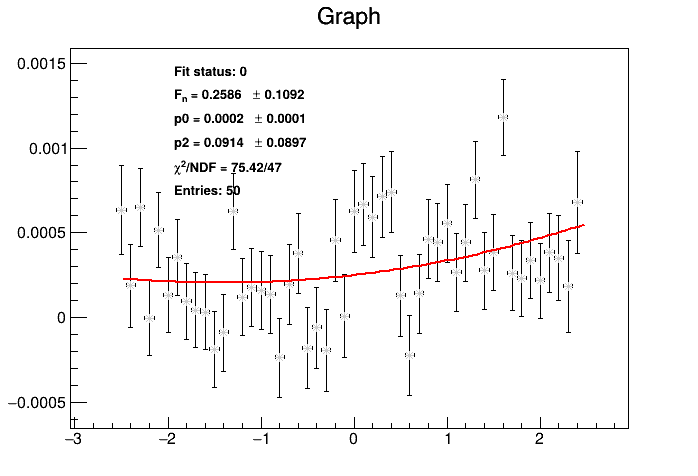 Graph
Fit status: 0
Fn = 0.2586 ± 0.1092
p0 = 0.0002 ± 0.0001
p2 = 0.0914 ± 0.0897
χ²/NDF = 75.42/47
Entries: 50
0.0015
0.001
0.0005
0
−0.0005
−3 −2 −1 0 1 2